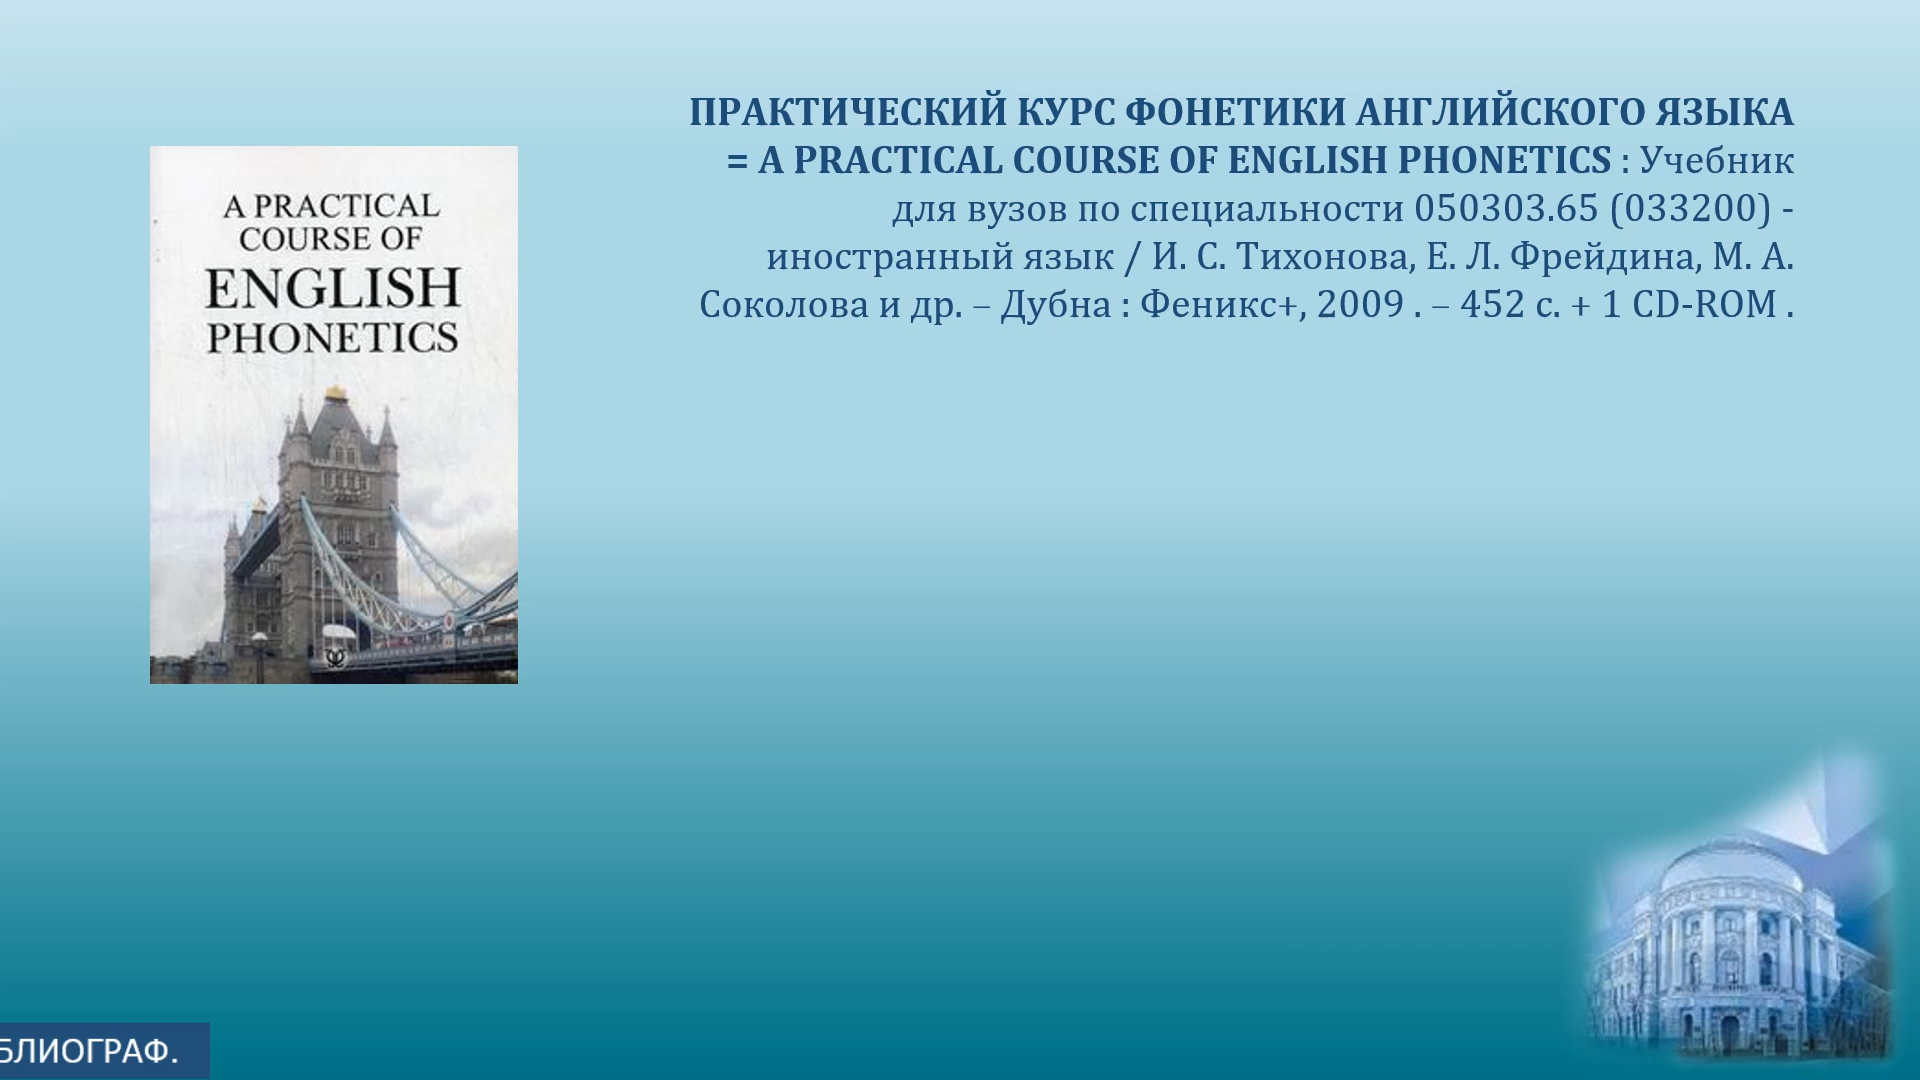 ПРАКТИЧЕСКИЙ КУРС ФОНЕТИКИ АНГЛИЙСКОГО ЯЗЫКА
= A PRACTICAL COURSE OF ENGLISH PHONETICS : Учебник
для вузов по специальности 050303.65 (033200) -
иностранный язык / И. С. Тихонова, Е. Л. Фрейдина, М. А.
Соколова и др. – Дубна : Феникс+, 2009 . – 452 с. + 1 CD-ROM .
A PRACTICAL
COURSE OF
ENGLISH
PHONETICS
БЛИОГРАФ.